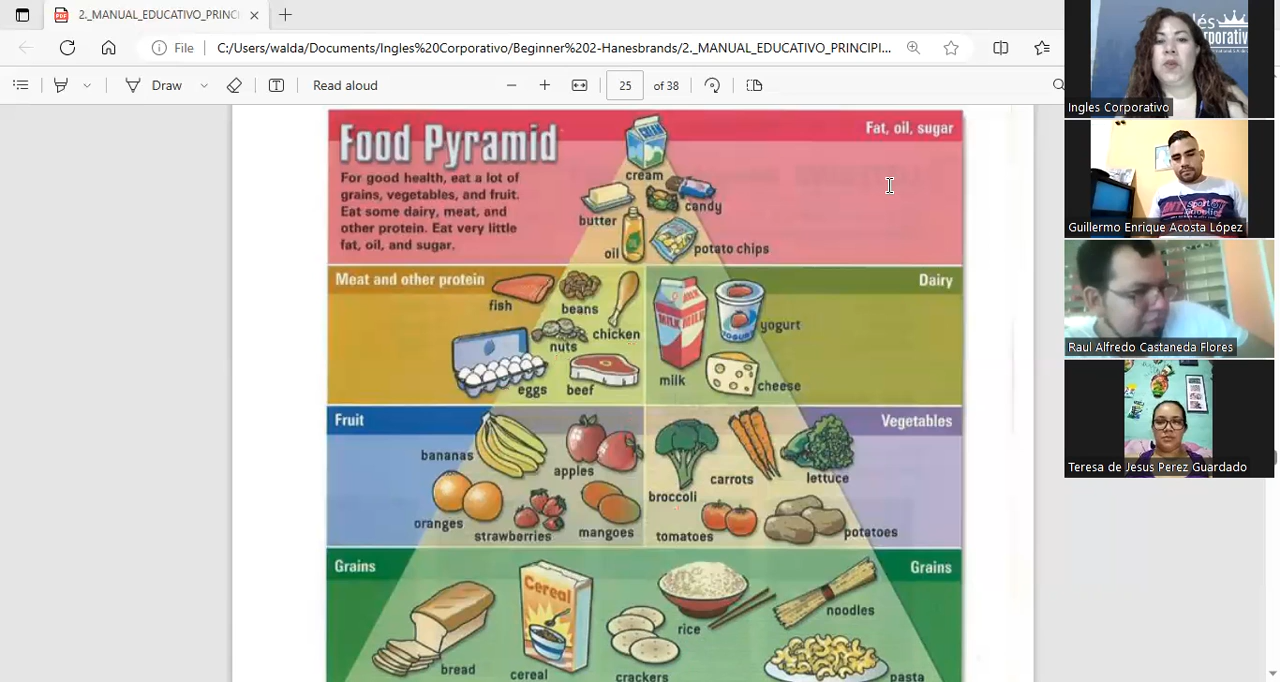 2._MANUAL_EDUCATIVO_PRINCI
File
C:/Users/walda/Documents/Ingles%20Corporativo/Beginner%202-Hanesbrands/2._MANUAL_EDUCATIVO_PRINCIPI...
Draw
Read aloud
25
of 38
Food Pyramid
For good health, eat a lot of
grains, vegetables, and fruit.
Eat some dairy, meat, and
other protein. Eat very little
fat, oil, and sugar.
Fat, oil, sugar
CREAM
cream
butter
candy
oil
potato chips
Meat and other protein
fish
beans
chicken
nuts
eggs
beef
Dairy
MILK
MILK
YOGURT
yogurt
milk
cheese
Fruit
bananas
apples
oranges
strawberries
mangoes
Vegetables
broccoli
carrots
lettuce
tomatoes
potatoes
Grains
Grains
bread
Cereal
cereal
crackers
rice
noodles
pasta
Ingles Corporativo
Guillermo Enrique Acosta López
Raul Alfredo Castaneda Flores
Teresa de Jesus Perez Guardado